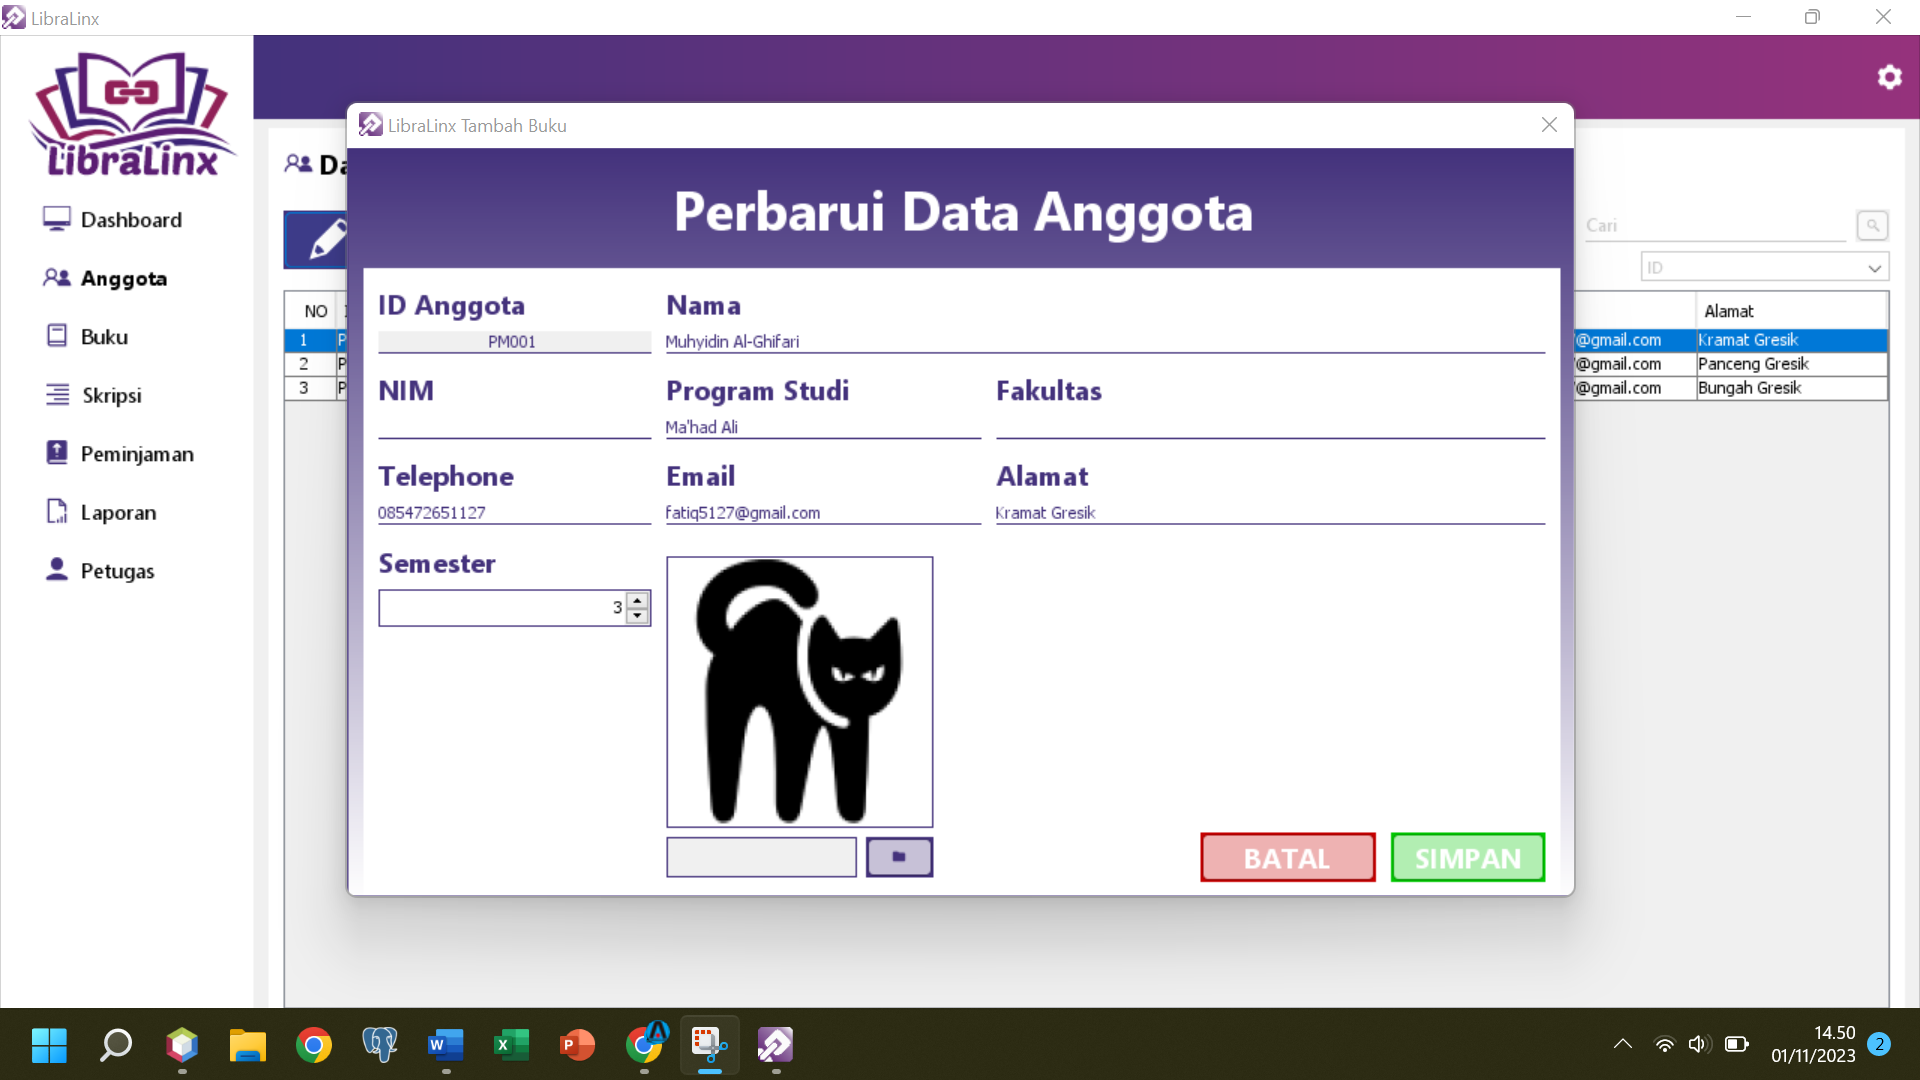 LibraLinx
LibraLinx
Dashboard
Anggota
Buku
Skripsi
Peminjaman
Laporan
Petugas
LibraLinx Tambah Buku
Perbarui Data Anggota
ID Anggota
PM001
Nama
Muhyidin Al-Ghifari
NIM
Program Studi
Ma'had Ali
Fakultas
Telephone
085472651127
Email
fatiq5127@gmail.com
Alamat
Kramat Gresik
Semester
3
BATAL
SIMPAN
Cari
ID
NO
Alamat
1 P
@gmail.com Kramat Gresik
2 P
@gmail.com Panceng Gresik
3 P
@gmail.com Bungah Gresik
14.50
01/11/2023
2